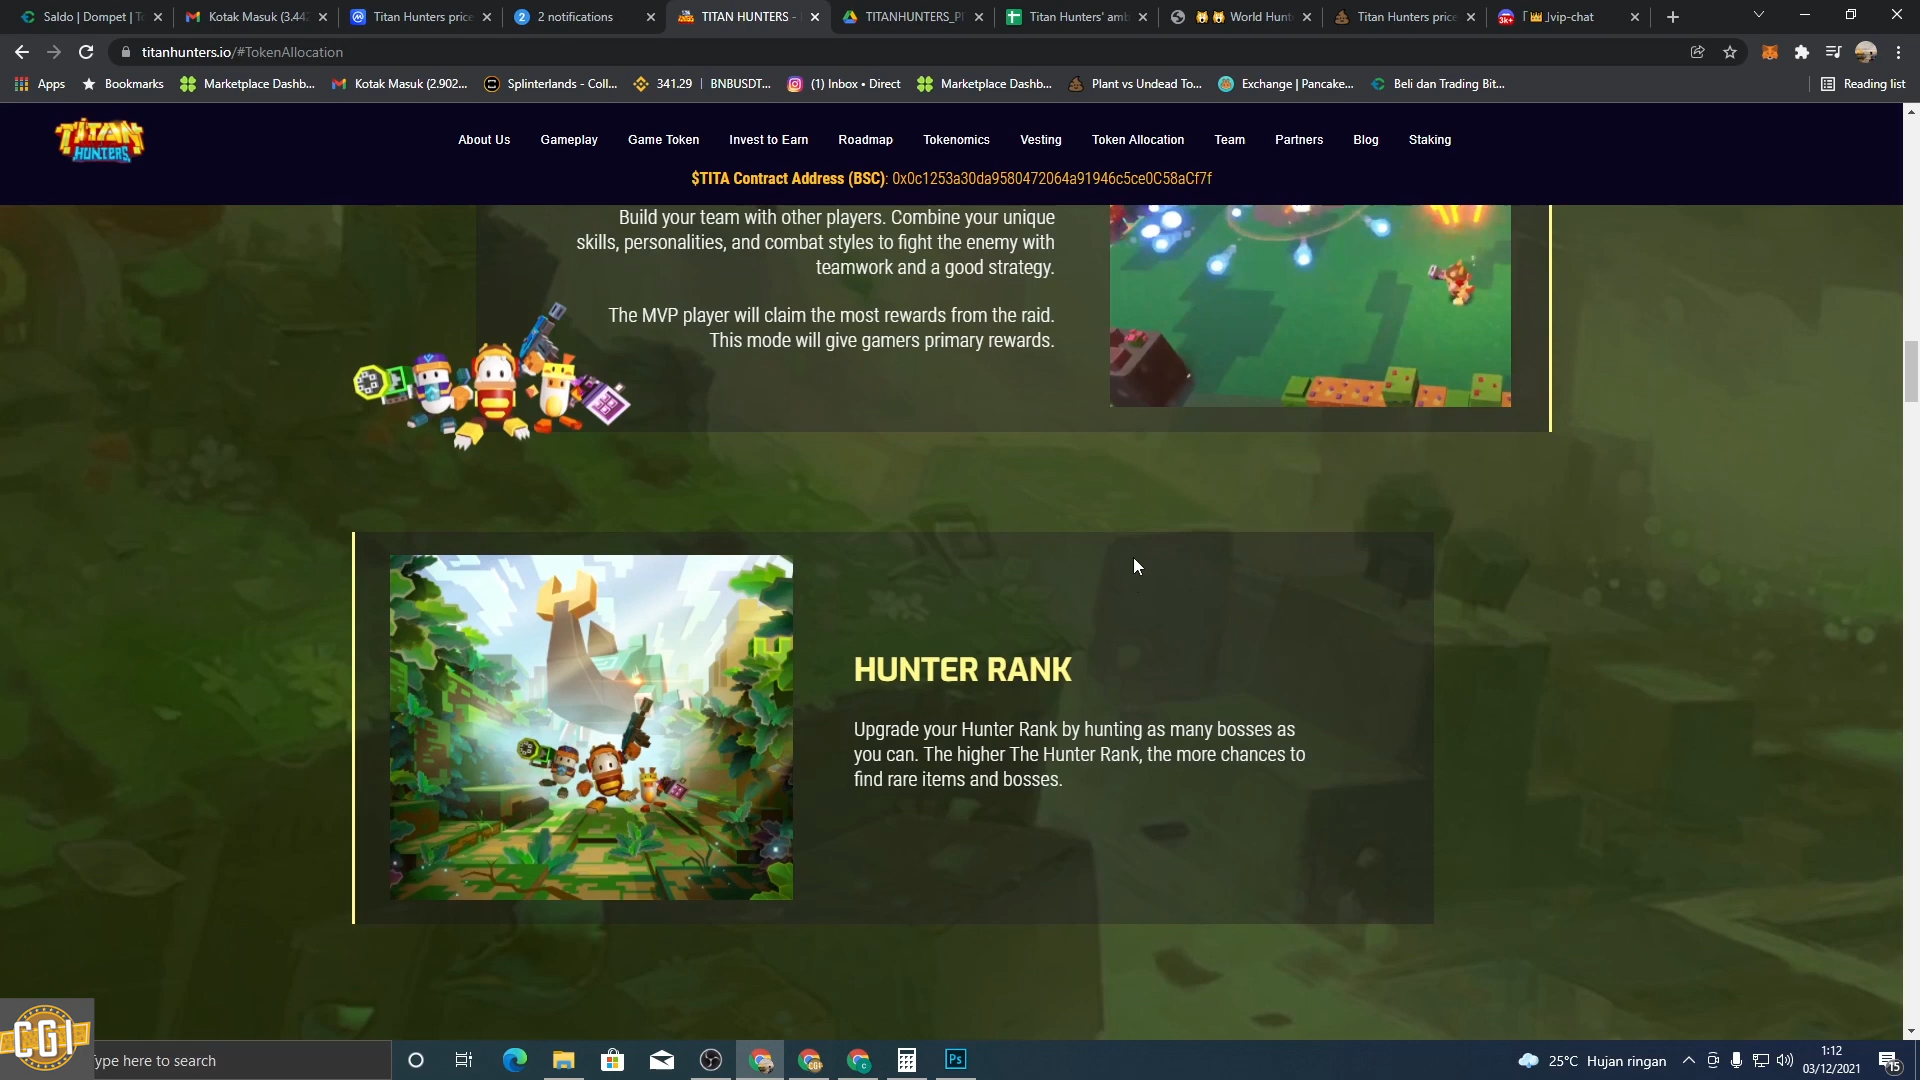 Saldo | Dompet | T
Kotak Masuk (3.44
Titan Hunters price
2 notifications
TITAN HUNTERS -
TITANHUNTERS_P
Titan Hunters' amb
World Hunt
Titan Hunters price
「👑」vip-chat
titanhunters.io/#TokenAllocation
Apps
Bookmarks
Marketplace Dashb...
Kotak Masuk (2.902...
Splinterlands - Coll...
341.29 | BNBUSDT...
(1) Inbox • Direct
Marketplace Dashb...
Plant vs Undead To...
Exchange | Pancake...
Beli dan Trading Bit...
Reading list
TITAN
HUNTERS
About Us
Gameplay
Game Token
Invest to Earn
Roadmap
Tokenomics
Vesting
Token Allocation
Team
Partners
Blog
Staking
$TITA Contract Address (BSC): 0x0c1253a30da9580472064a91946c5ce0C58aCf7f
Build your team with other players. Combine your unique
skills, personalities, and combat styles to fight the enemy with
teamwork and a good strategy.
The MVP player will claim the most rewards from the raid.
This mode will give gamers primary rewards.
HUNTER RANK
Upgrade your Hunter Rank by hunting as many bosses as
you can. The higher The Hunter Rank, the more chances to
find rare items and bosses.
CGI
ype here to search
Ps
25°C Hujan ringan
1:12
03/12/2021
15